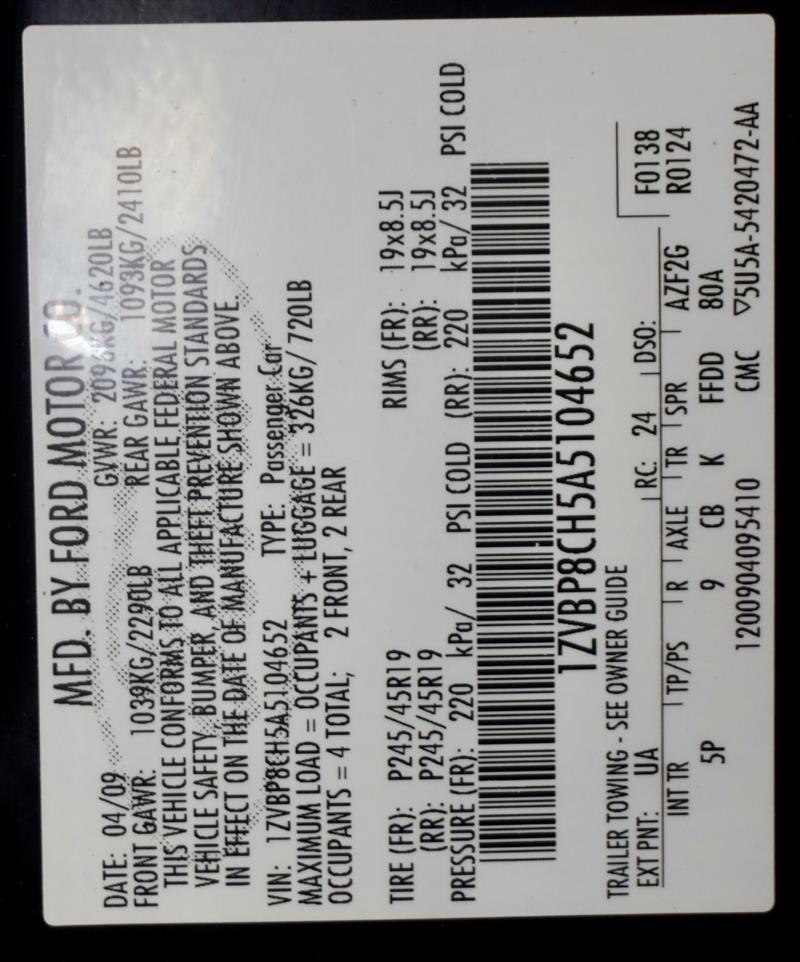 MFD. BY FORD MOTOR CO.
DATE: 04/09 GVWR: 2095KG/4620LB
FRONT GAWR: 1039KG/2290LB REAR GAWR: 1093KG/2410LB
THIS VEHICLE CONFORMS TO ALL APPLICABLE FEDERAL MOTOR
VEHICLE SAFETY, BUMPER, AND THEFT PREVENTION STANDARDS
IN EFFECT ON THE DATE OF MANUFACTURE SHOWN ABOVE.
VIN: 1ZVBP8CH5A5104652 TYPE: Passenger Car
MAXIMUM LOAD = OCCUPANTS + LUGGAGE = 326KG/ 720LB
OCCUPANTS = 4 TOTAL; 2 FRONT, 2 REAR
TIRE (FR): P245/45R19 RIMS (FR): 19x8.5J
(RR): P245/45R19 (RR): 19x8.5J
PRESSURE (FR): 220 kPa/ 32 PSI COLD (RR): 220 kPa/ 32 PSI COLD
1ZVBP8CH5A5104652
TRAILER TOWING - SEE OWNER GUIDE
F0138
EXT PNT: UA RC: 24 DSO: R0124
INT TR TP/PS R AXLE TR SPR AZF2G
5P 9 CB K FFDD 80A
1200904095410 CMC ▽5U5A-5420472-AA